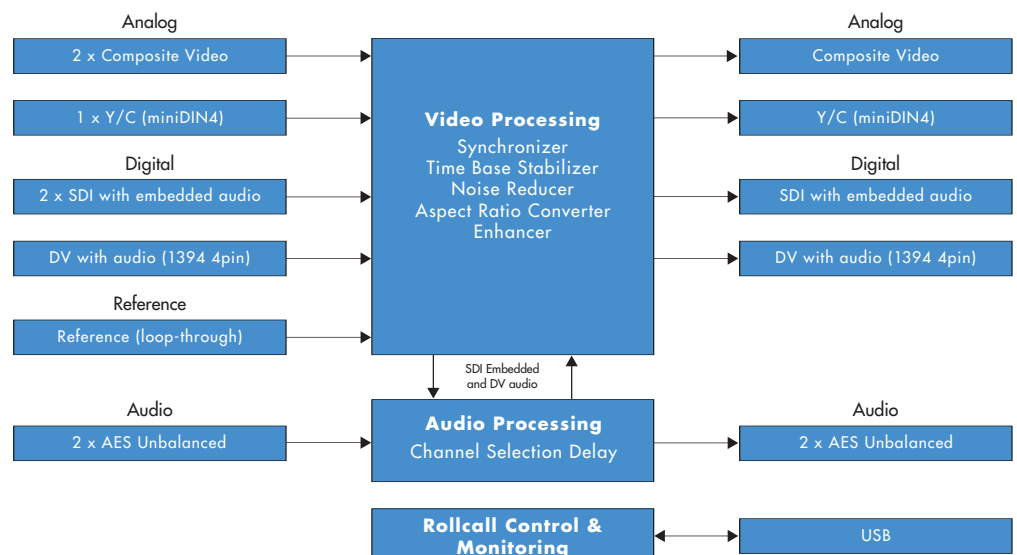 Analog
2 x Composite Video
1 x Y/C (miniDIN4)
Digital
2 x SDI with embedded audio
DV with audio (1394 4pin)
Reference
Reference (loop-through)
Audio
2 x AES Unbalanced
Video Processing
Synchronizer
Time Base Stabilizer
Noise Reducer
Aspect Ratio Converter
Enhancer
SDI Embedded
and DV audio
Audio Processing
Channel Selection Delay
Rollcall Control &
Monitoring
Analog
Composite Video
Y/C (miniDIN4)
Digital
SDI with embedded audio
DV with audio (1394 4pin)
Audio
2 x AES Unbalanced
USB